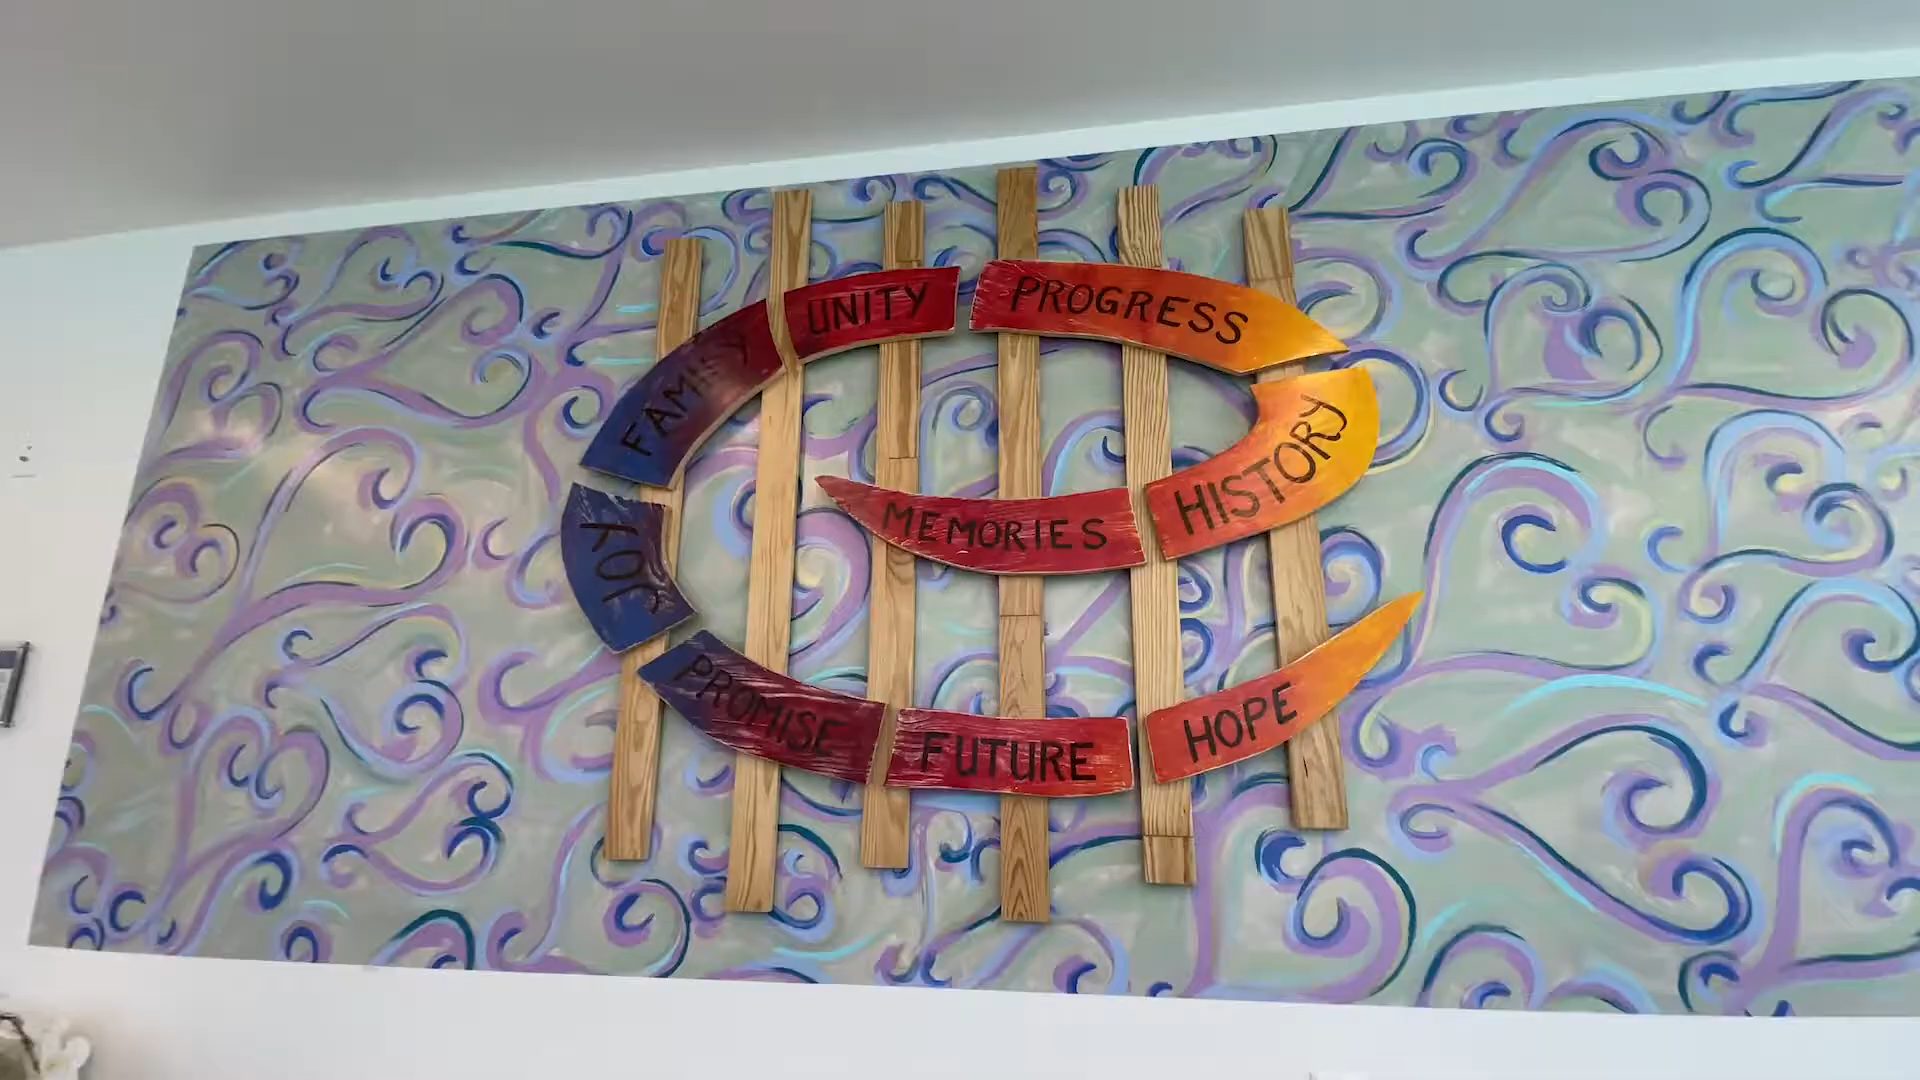 UNITY
PROGRESS
FAMILY
HISTORY
MEMORIES
JOY
PROMISE
FUTURE
HOPE